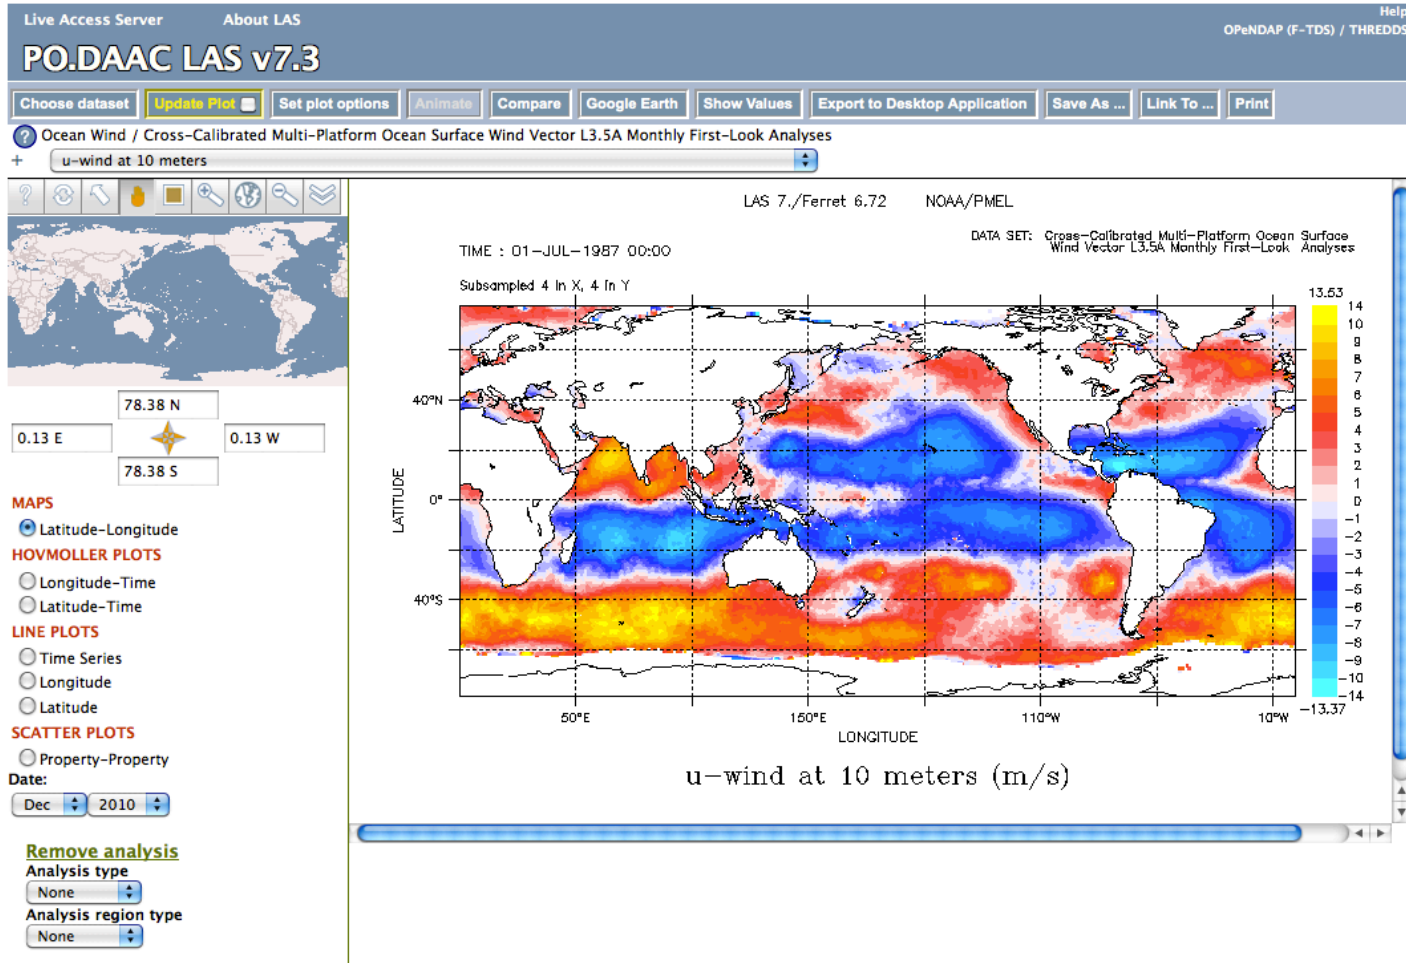 Live Access Server About LAS Help
OPeNDAP (F-TDS) / THREDDS
PO.DAAC LAS v7.3
Choose dataset Update Plot Set plot options Animate Compare Google Earth Show Values Export to Desktop Application Save As ... Link To ... Print
? Ocean Wind / Cross-Calibrated Multi-Platform Ocean Surface Wind Vector L3.5A Monthly First-Look Analyses
+ u-wind at 10 meters
?
78.38 N
0.13 E 0.13 W
78.38 S
MAPS
Latitude-Longitude
HOVMOLLER PLOTS
Longitude-Time
Latitude-Time
LINE PLOTS
Time Series
Longitude
Latitude
SCATTER PLOTS
Property-Property
Date:
Dec 2010
Remove analysis
Analysis type
None
Analysis region type
None
LAS 7./Ferret 6.72 NOAA/PMEL
TIME : 01-JUL-1987 00:00
DATA SET: Cross-Calibrated Multi-Platform Ocean Surface
Wind Vector L3.5A Monthly First-Look Analyses
Subsampled 4 in X, 4 in Y
LATITUDE
40°N
0°
40°S
50°E 150°E 110°W 10°W
LONGITUDE
u-wind at 10 meters (m/s)
13.53
14
10
9
8
7
6
5
4
3
2
1
0
-1
-2
-3
-4
-5
-6
-7
-8
-9
-10
-14
-13.37